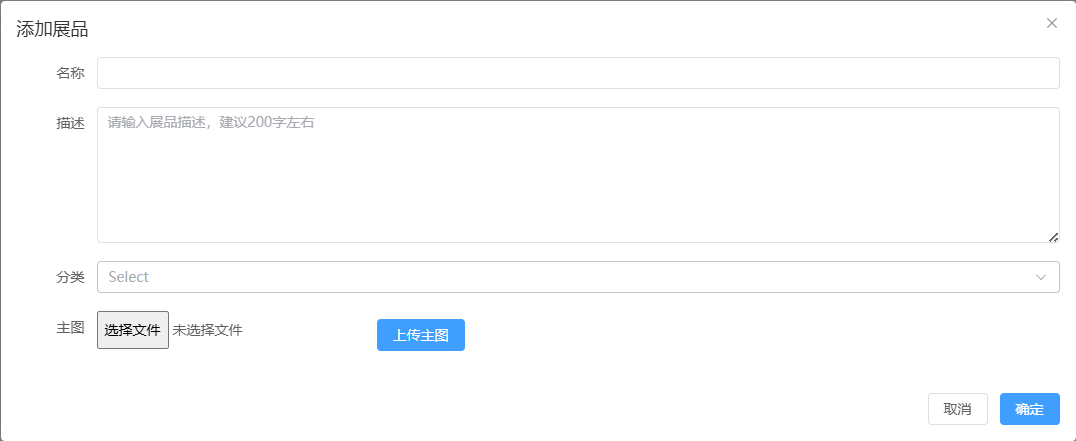 添加展品
名称
描述
请输入展品描述，建议200字左右
分类
Select
主图
选择文件 未选择文件
上传主图
取消
确定